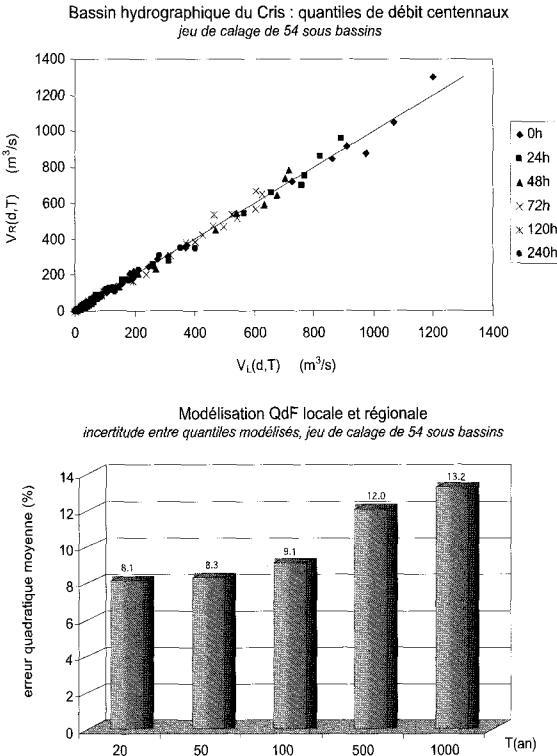 Bassin hydrographique du Cris : quantiles de débit centennaux
jeu de calage de 54 sous bassins
1400
1200
1000
800
600
400
200
0
VR(d,T) (m³/s)
0 200 400 600 800 1000 1200 1400
VL(d,T) (m³/s)
0h
24h
48h
72h
120h
240h
Modélisation QdF locale et régionale
incertitude entre quantiles modélisés, jeu de calage de 54 sous bassins
erreur quadratique moyenne (%)
14
12
10
8
6
4
2
0
8.1
8.3
9.1
12.0
13.2
20 50 100 500 1000
T(an)